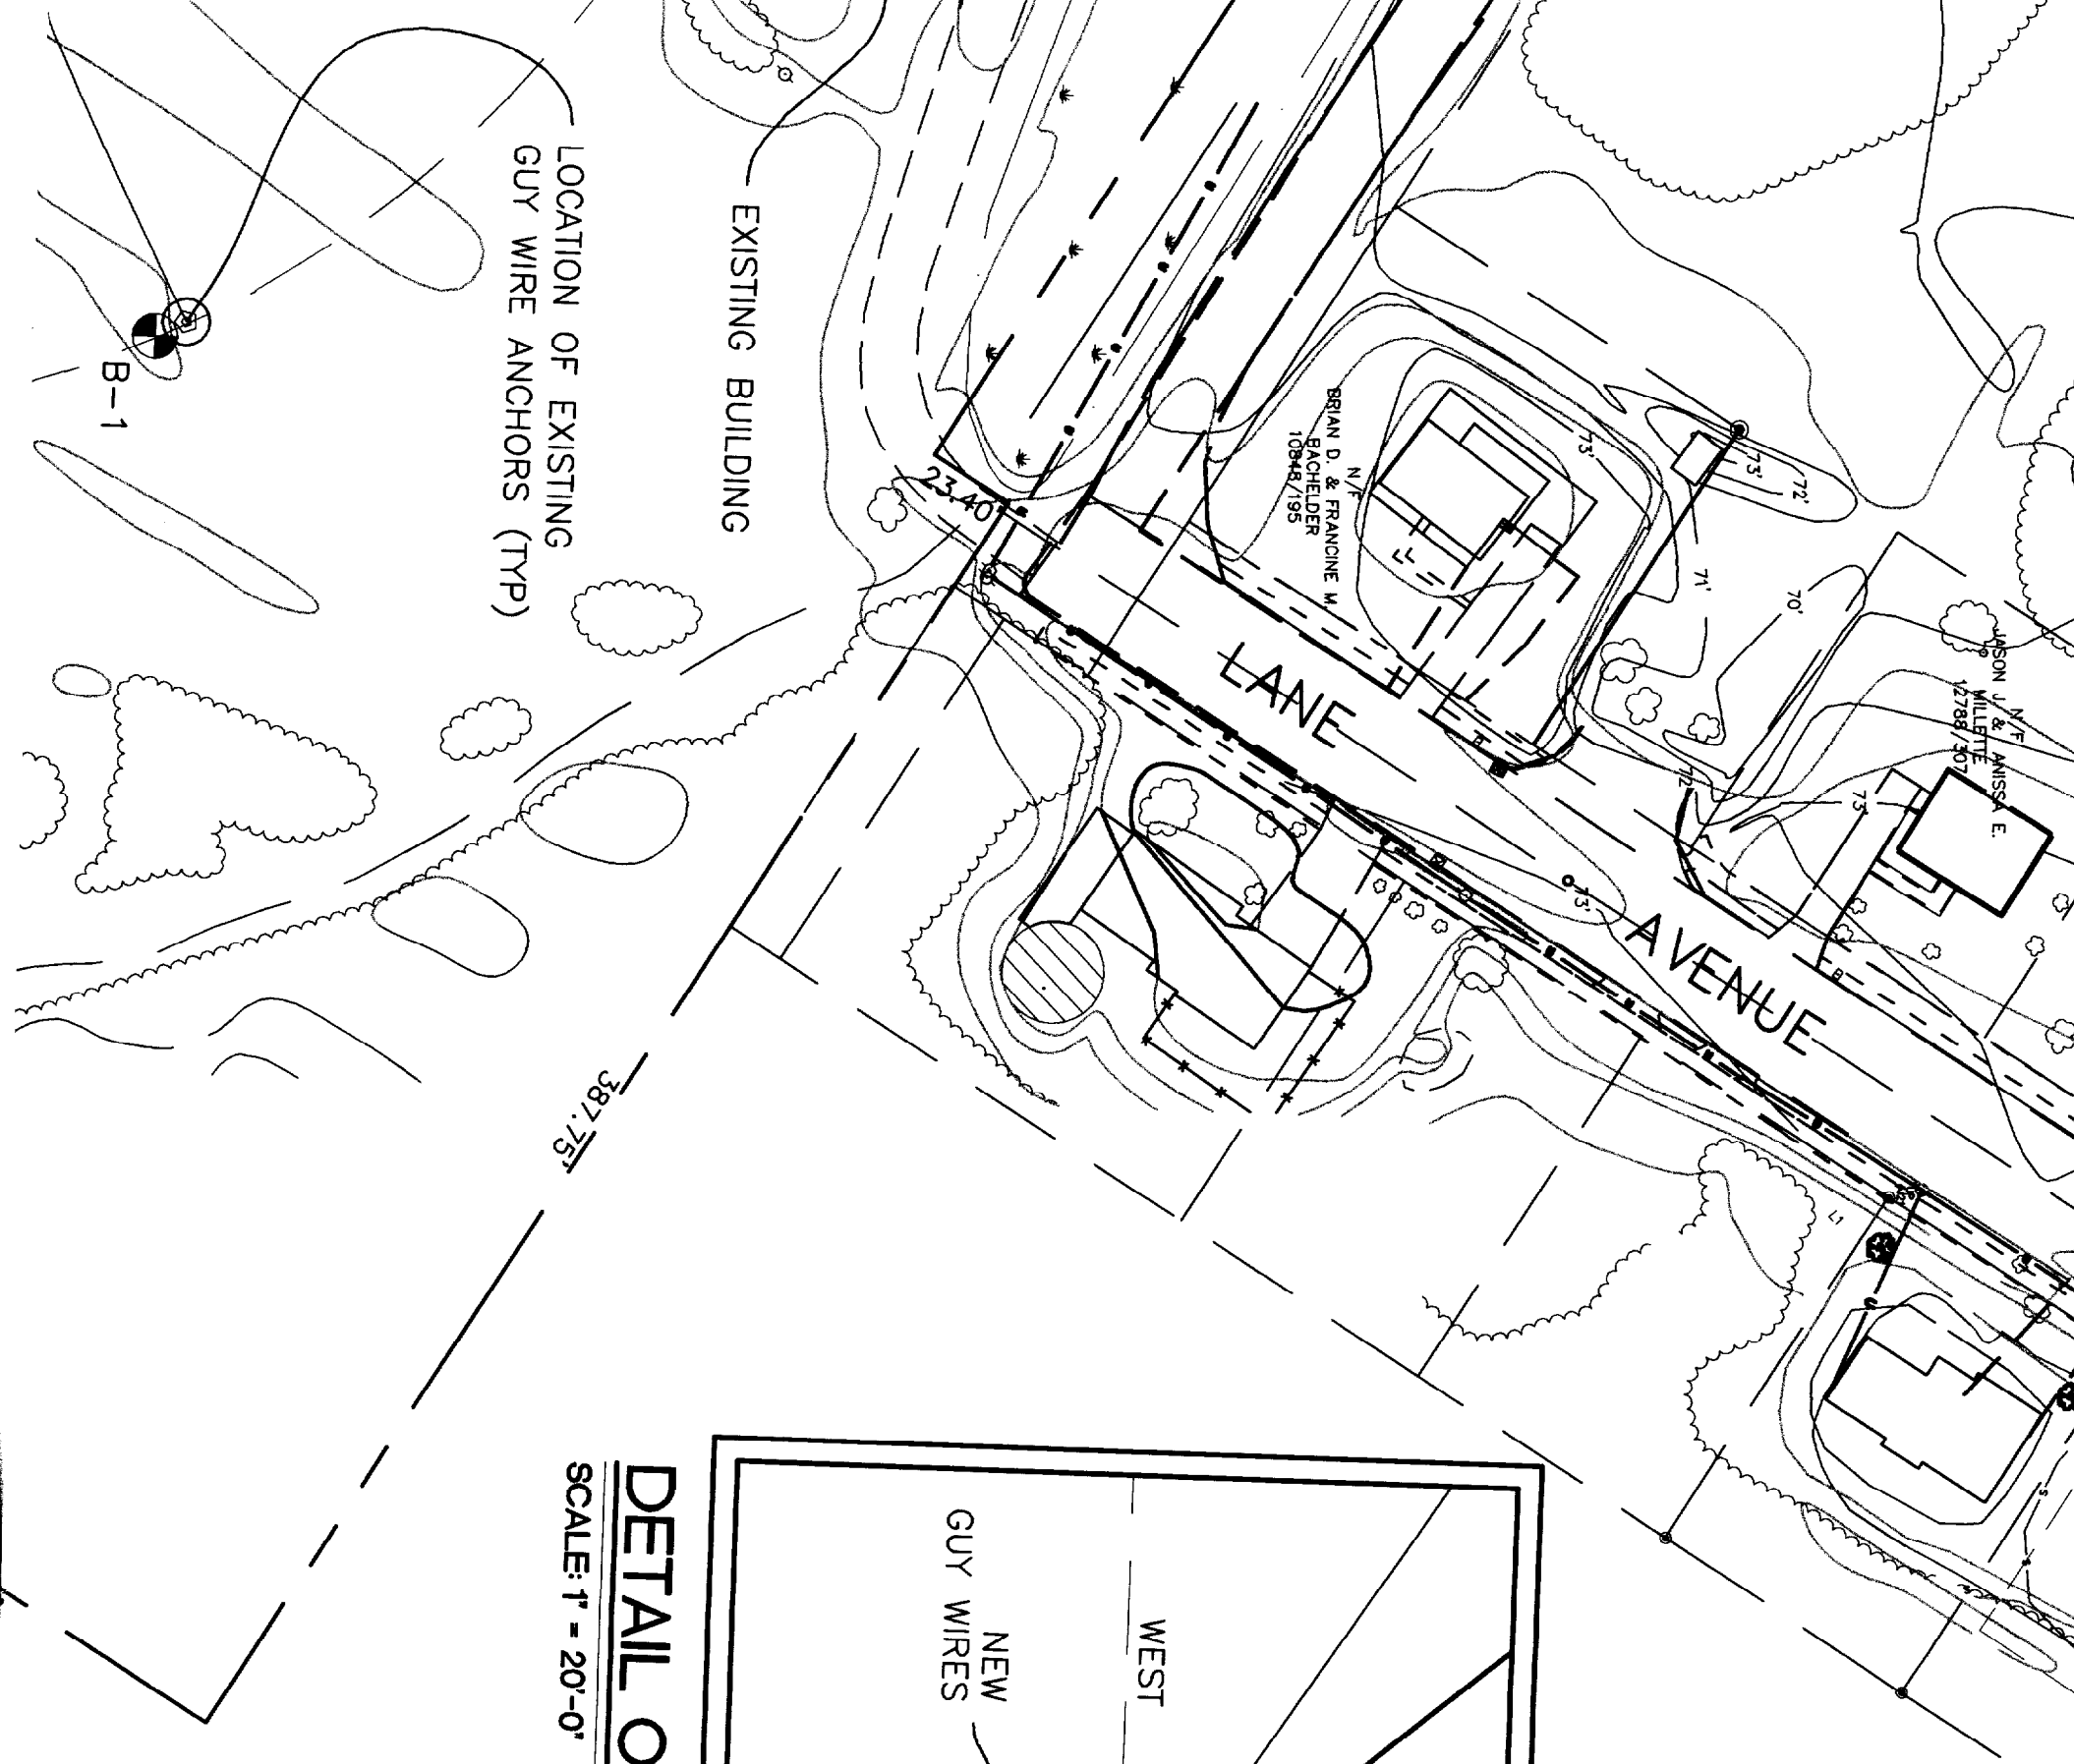 LOCATION OF EXISTING
GUY WIRE ANCHORS (TYP)
B-1
EXISTING BUILDING
23.40'
N/F
BRIAN D. & FRANCINE M.
BACHELDER
10848/195
73'
73'
72'
71'
70'
N/F
JASON J. & ANISSA E.
MILLETTE
12788/307
72'
73'
73'
LANE AVENUE
387.75'
WEST
NEW
GUY WIRES
DETAIL O
SCALE: 1" = 20'-0"